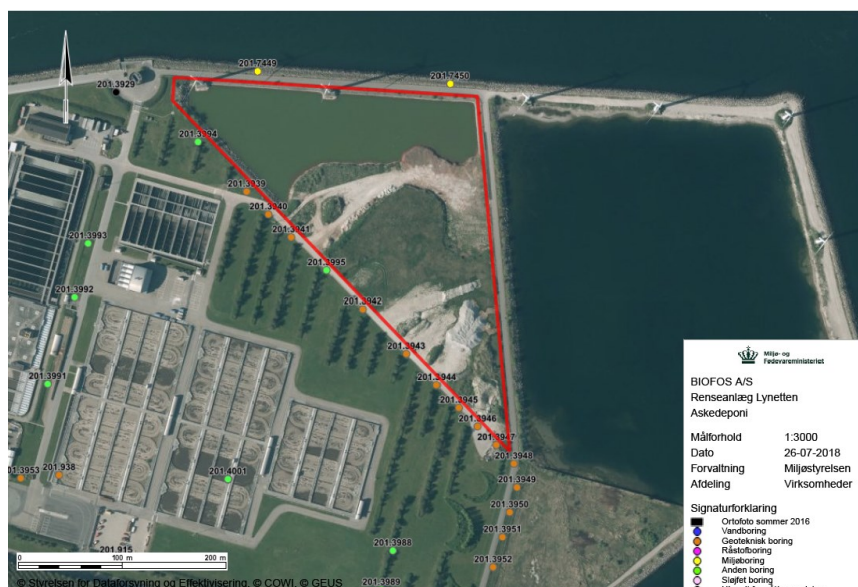 201.7449
201.7450
201.3929
201.3994
201.3939
201.3940
201.3941
201.3993
201.3995
201.3992
201.3942
201.3943
201.3991
201.3944
201.3945
201.3946
201.3947
201.3948
201.3953 201.938
201.4001
201.3949
201.3950
201.3951
201.915
201.3988
201.3952
201.3989
0 100 m 200 m
© Styrelsen for Dataforsyning og Effektivisering, © COWI, © GEUS
Miljø- og
Fødevareministeriet
BIOFOS A/S
Renseanlæg Lynetten
Askedeponi
Målforhold 1:3000
Dato 26-07-2018
Forvaltning Miljøstyrelsen
Afdeling Virksomheder
Signaturforklaring
Ortofoto sommer 2016
Vandboring
Geoteknisk boring
Råstofboring
Miljøboring
Anden boring
Sløjfet boring